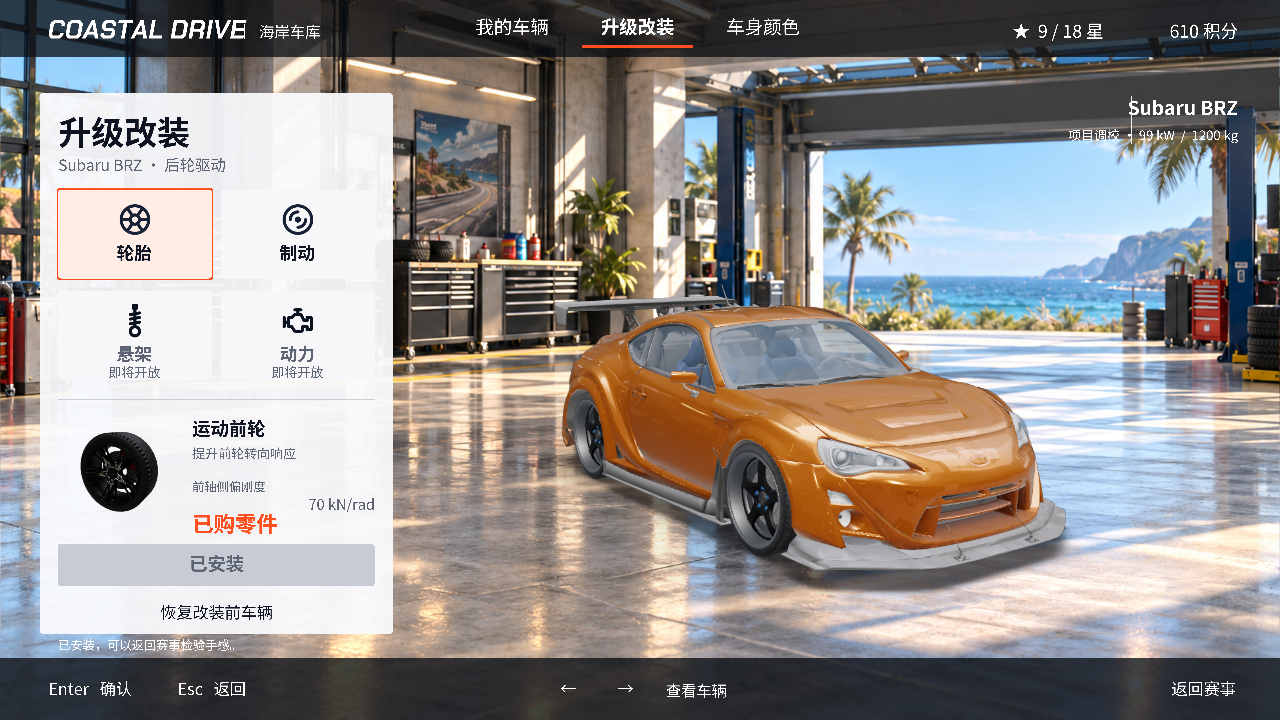 COASTAL DRIVE 海岸车库
我的车辆 升级改装 车身颜色
★ 9 / 18 星 610 积分
Subaru BRZ
项目调校 · 99 kW / 1200 kg
升级改装
Subaru BRZ · 后轮驱动
轮胎 制动
悬架 动力
即将开放 即将开放
运动前轮
提升前轮转向响应
前轴侧偏刚度
70 kN/rad
已购零件
已安装
恢复改装前车辆
已安装，可以返回赛事检验手感。
Enter 确认 Esc 返回 ← → 查看车辆 返回赛事